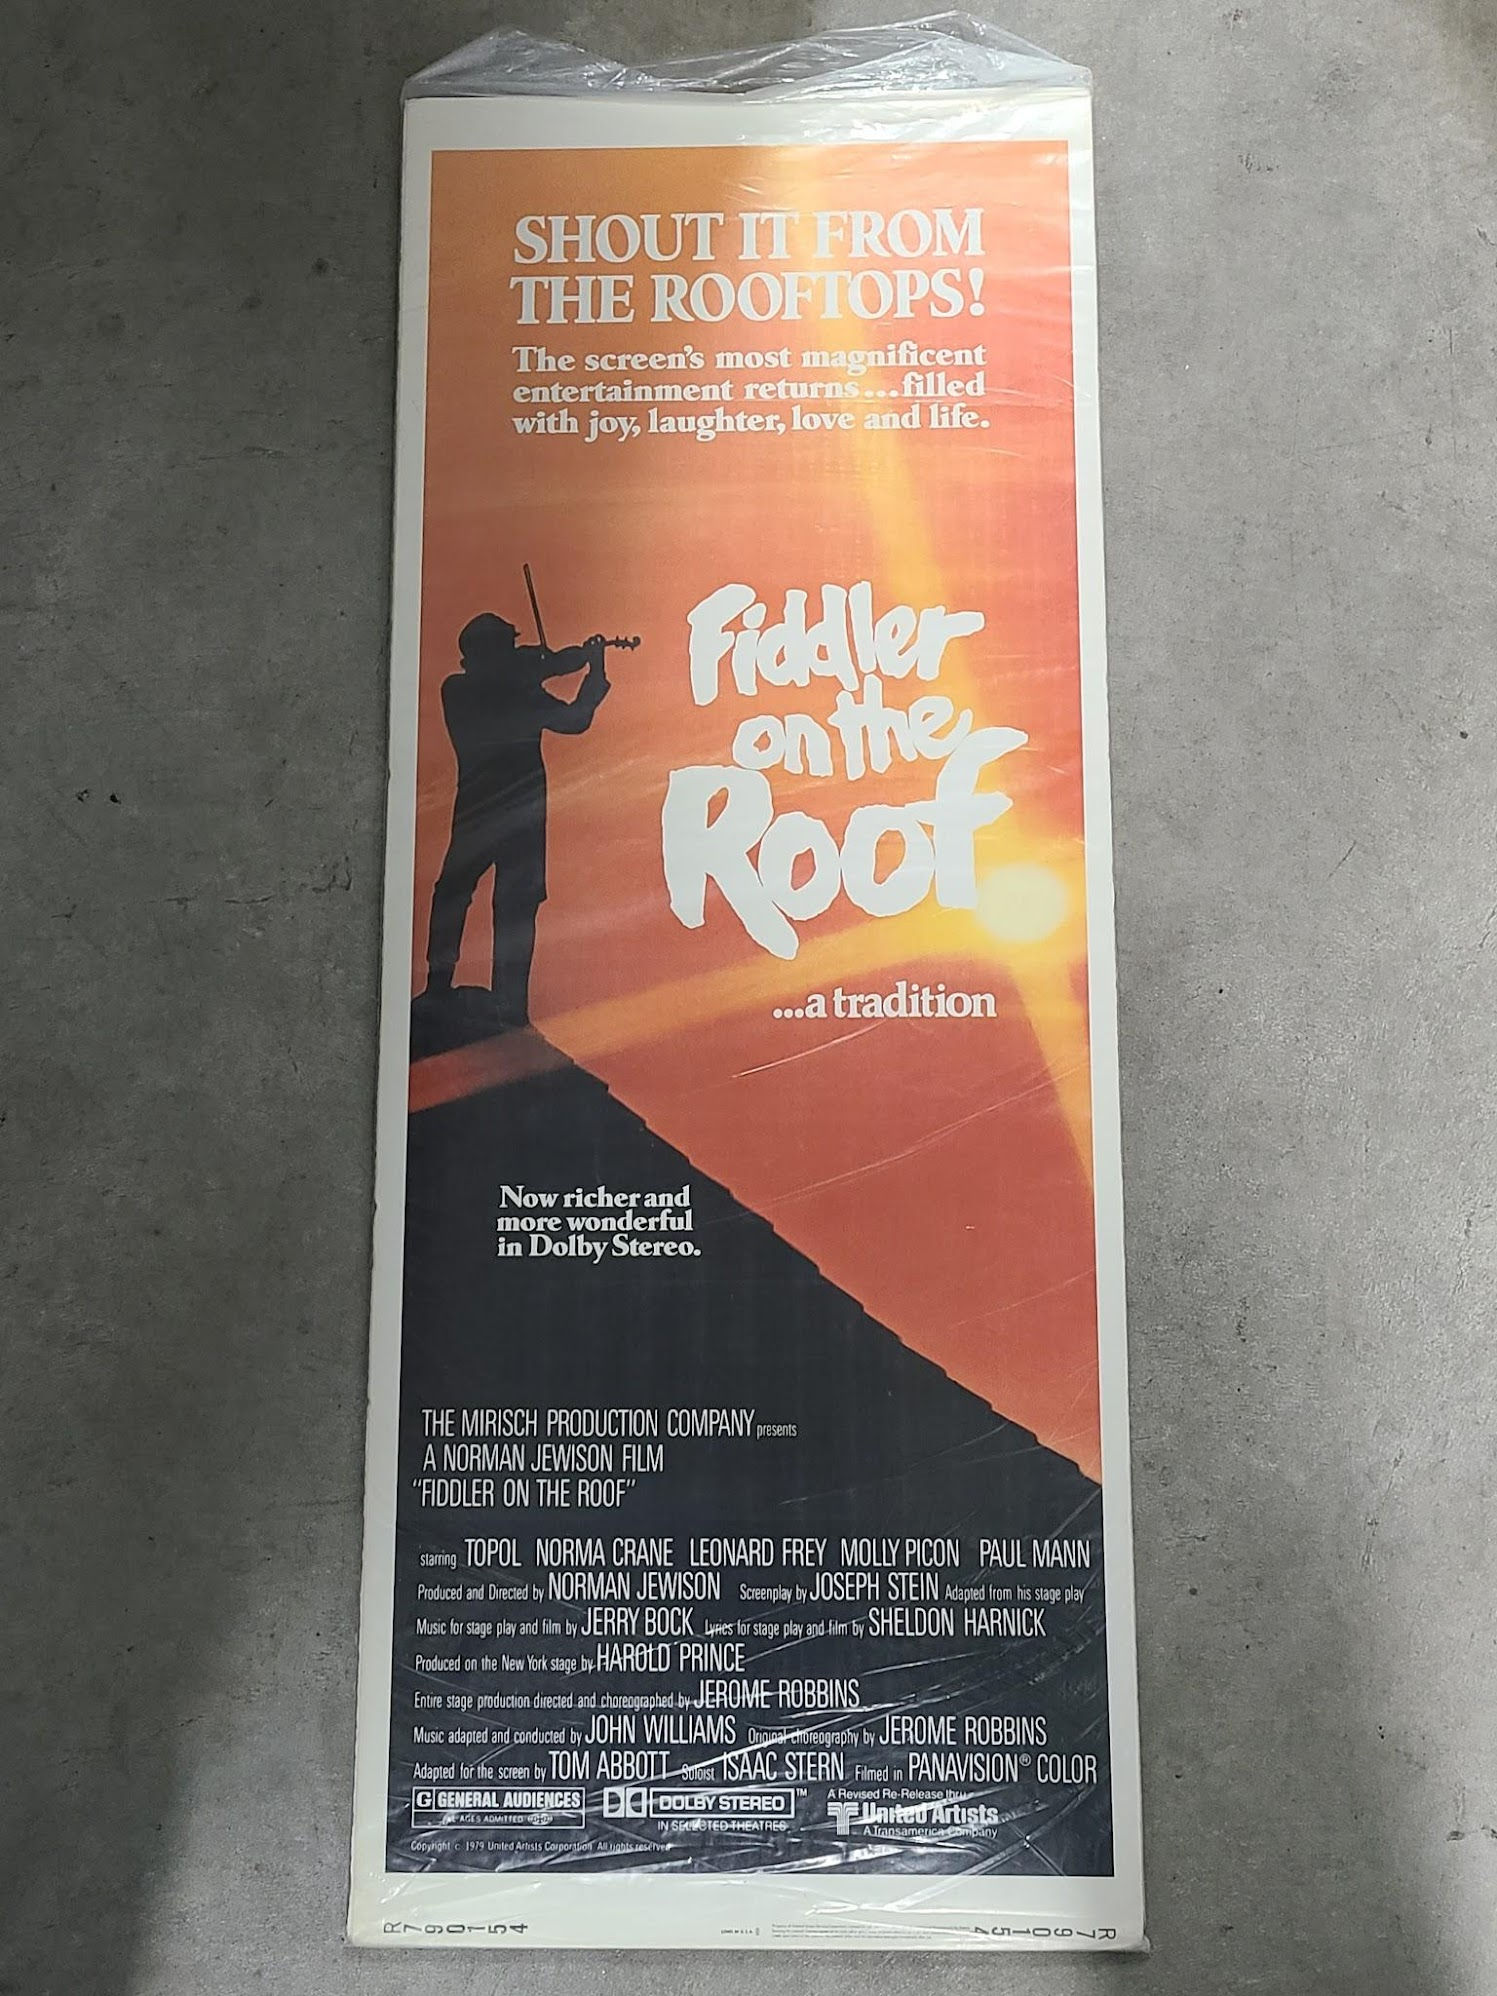 SHOUT IT FROM
THE ROOFTOPS!
The screen's most magnificent
entertainment returns...filled
with joy, laughter, love and life.
Fiddler
on the
Roof
...a tradition
Now richer and
more wonderful
in Dolby Stereo.
THE MIRISCH PRODUCTION COMPANY presents
A NORMAN JEWISON FILM
"FIDDLER ON THE ROOF"
starring TOPOL NORMA CRANE LEONARD FREY MOLLY PICON PAUL MANN
Produced and Directed by NORMAN JEWISON Screenplay by JOSEPH STEIN Adapted from his stage play
Music for stage play and film by JERRY BOCK Lyrics for stage play and film by SHELDON HARNICK
Produced on the New York stage by HAROLD PRINCE
Entire stage production directed and choreographed by JEROME ROBBINS
Music adapted and conducted by JOHN WILLIAMS Original choreography by JEROME ROBBINS
Adapted for the screen by TOM ABBOTT Soloist ISAAC STERN Filmed in PANAVISION® COLOR
G GENERAL AUDIENCES
ALL AGES ADMITTED
DOLBY STEREO ™
IN SELECTED THEATRES
A Revised Re-Release thru
United Artists
A Transamerica Company
Copyright © 1979 United Artists Corporation All rights reserved
R 790154
R 790154